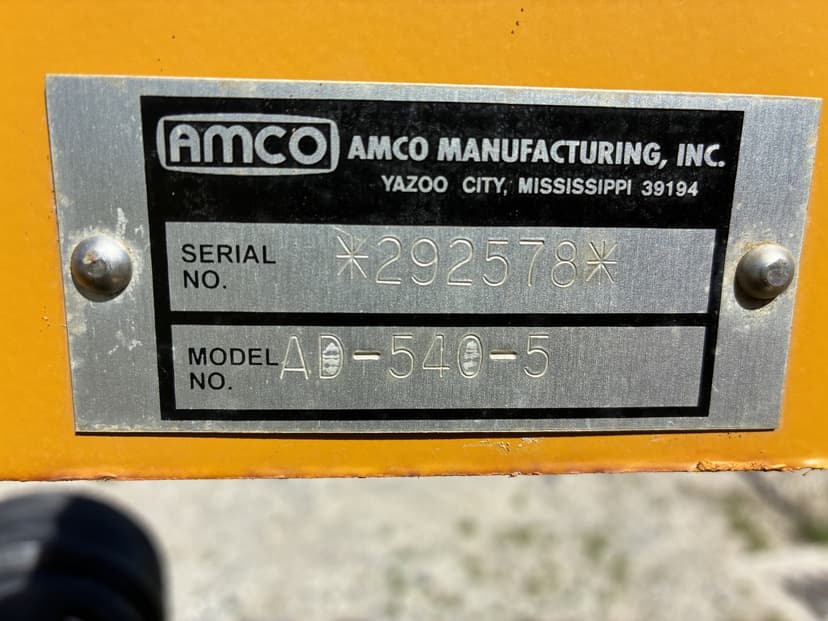 AMCO
AMCO MANUFACTURING, INC.
YAZOO CITY, MISSISSIPPI 39194
SERIAL NO. *292578*
MODEL NO. AD-540-5